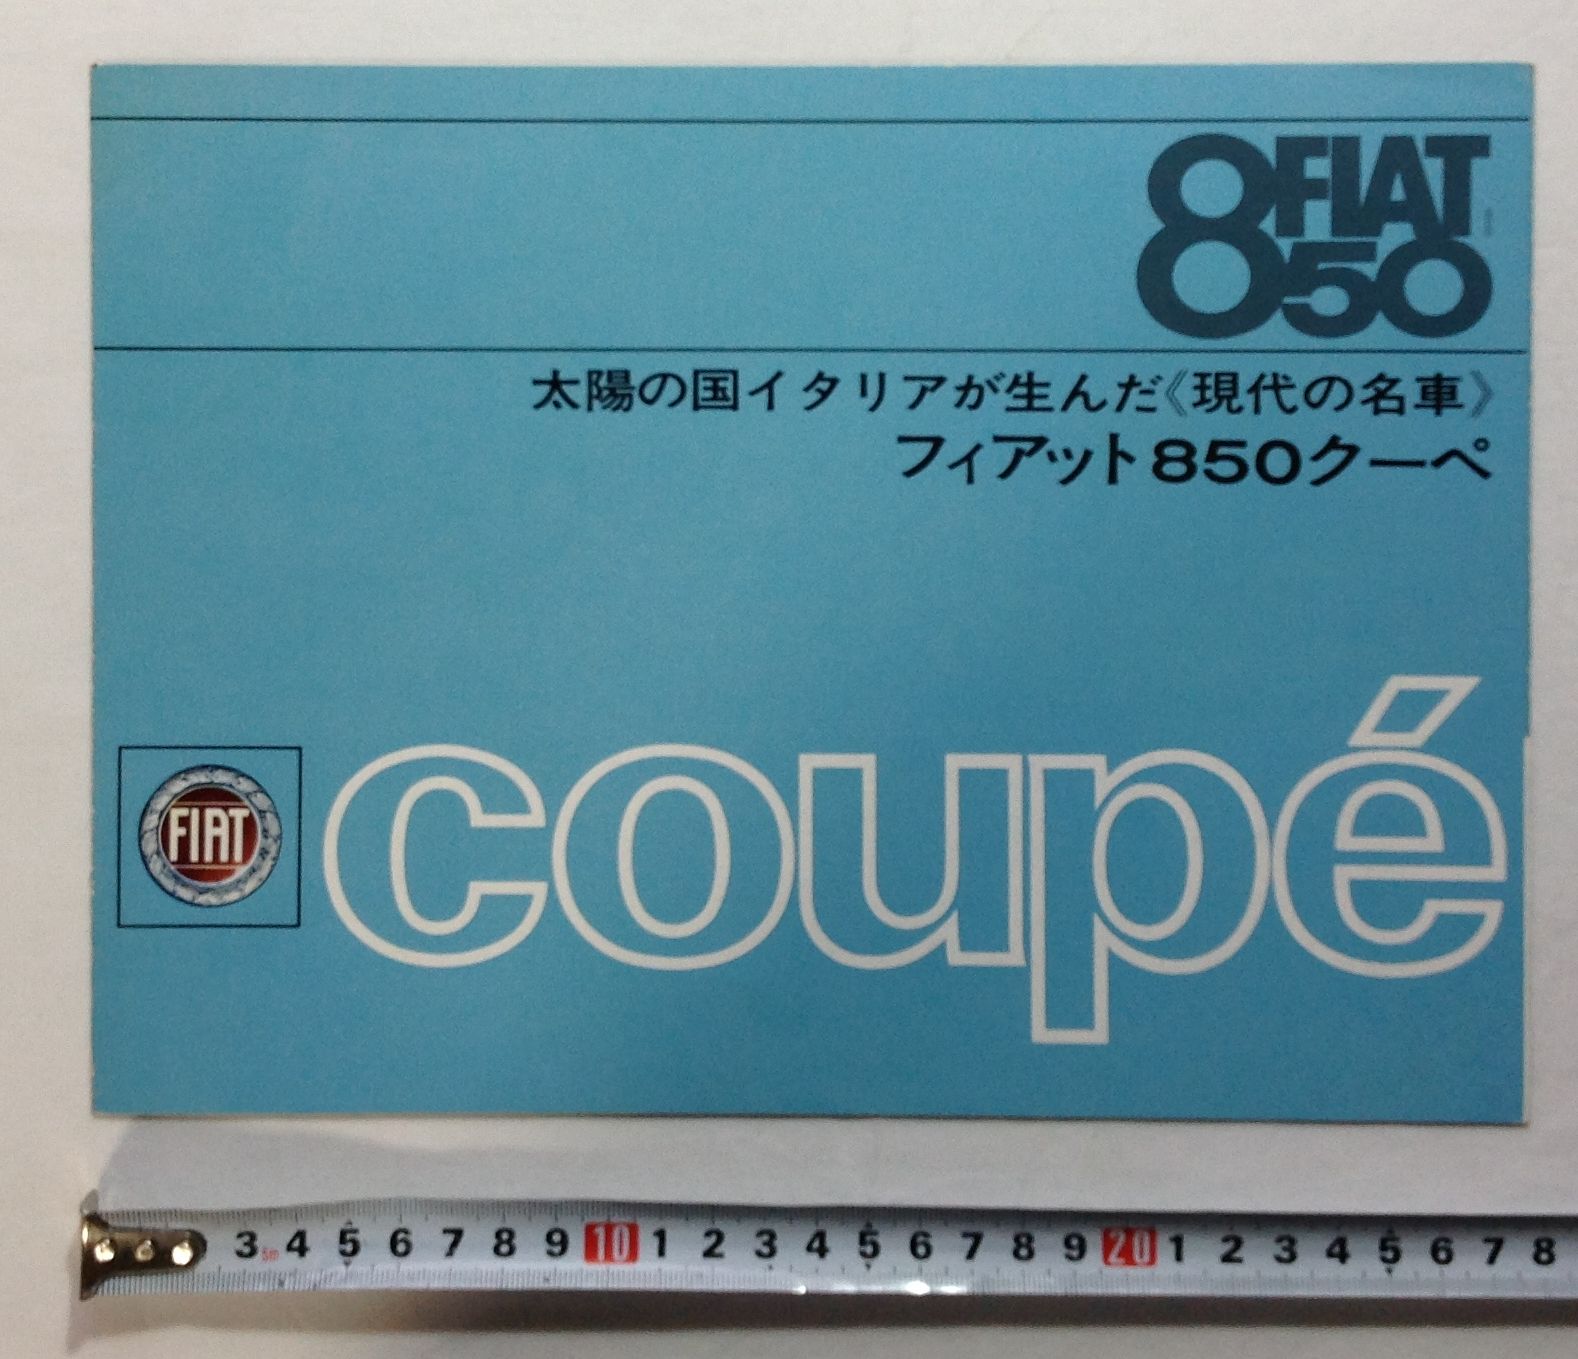 8 FIAT
50
太陽の国イタリアが生んだ《現代の名車》
フィアット850クーペ
FIAT
coupé
3 5m 4 5 6 7 8 9 10 1 2 3 4 5 6 7 8 9 20 1 2 3 4 5 6 7 8